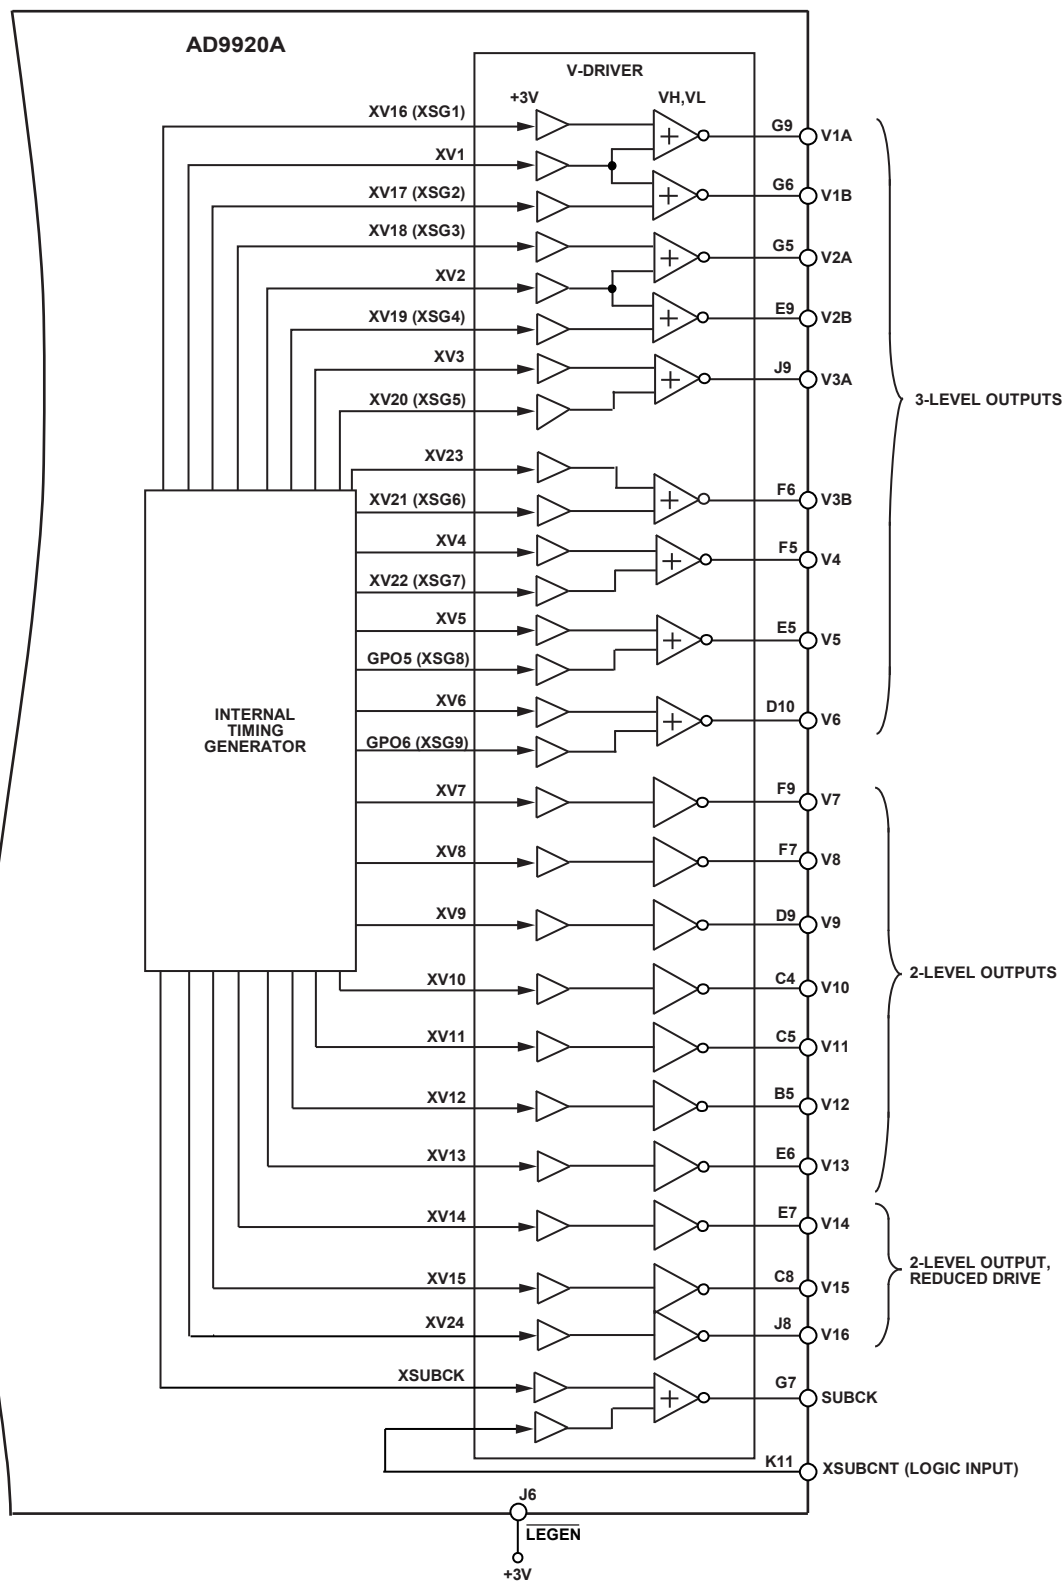 AD9920A
V-DRIVER
+3V
VH,VL
XV16 (XSG1)
G9
V1A
XV1
G6
V1B
XV17 (XSG2)
XV18 (XSG3)
G5
V2A
XV2
E9
V2B
XV19 (XSG4)
XV3
J9
V3A
3-LEVEL OUTPUTS
XV20 (XSG5)
XV23
F6
V3B
XV21 (XSG6)
XV4
F5
V4
XV22 (XSG7)
XV5
E5
V5
GPO5 (XSG8)
XV6
D10
V6
GPO6 (XSG9)
INTERNAL
TIMING
GENERATOR
XV7
F9
V7
XV8
F7
V8
XV9
D9
V9
2-LEVEL OUTPUTS
XV10
C4
V10
XV11
C5
V11
XV12
B5
V12
XV13
E6
V13
XV14
E7
V14
2-LEVEL OUTPUT,
REDUCED DRIVE
XV15
C8
V15
XV24
J8
V16
XSUBCK
G7
SUBCK
K11
XSUBCNT (LOGIC INPUT)
J6
LEGEN
+3V